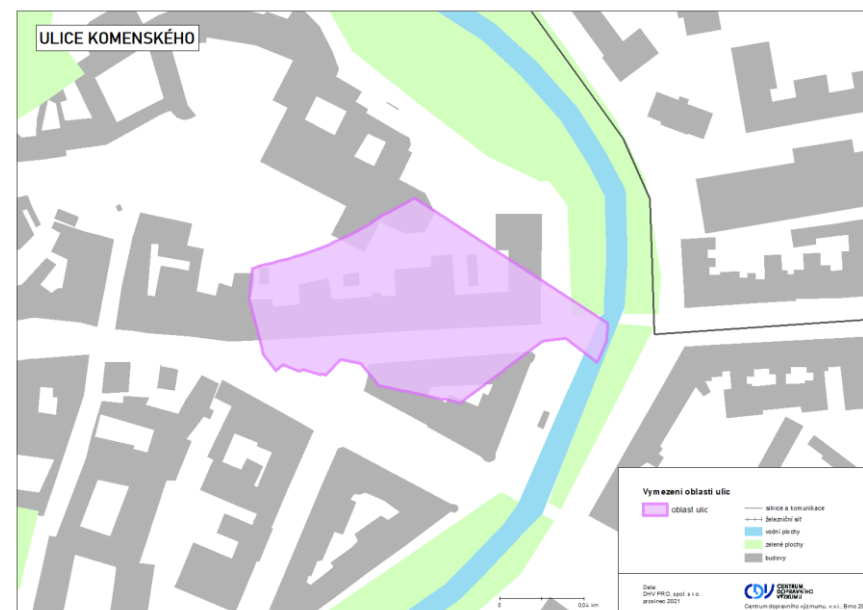 ULICE KOMENSKÉHO
Vymezení oblasti ulic
oblast ulic
silnice a komunikace
železniční síť
vodní plochy
zelené plochy
budovy
Data:
DHV PRO, spol. s r.o.
prosinec 2021
CDV CENTRUM
DOPRAVNÍHO
VÝZKUMU
0 0,04 km
Centrum dopravního výzkumu, v.v.i., Brno